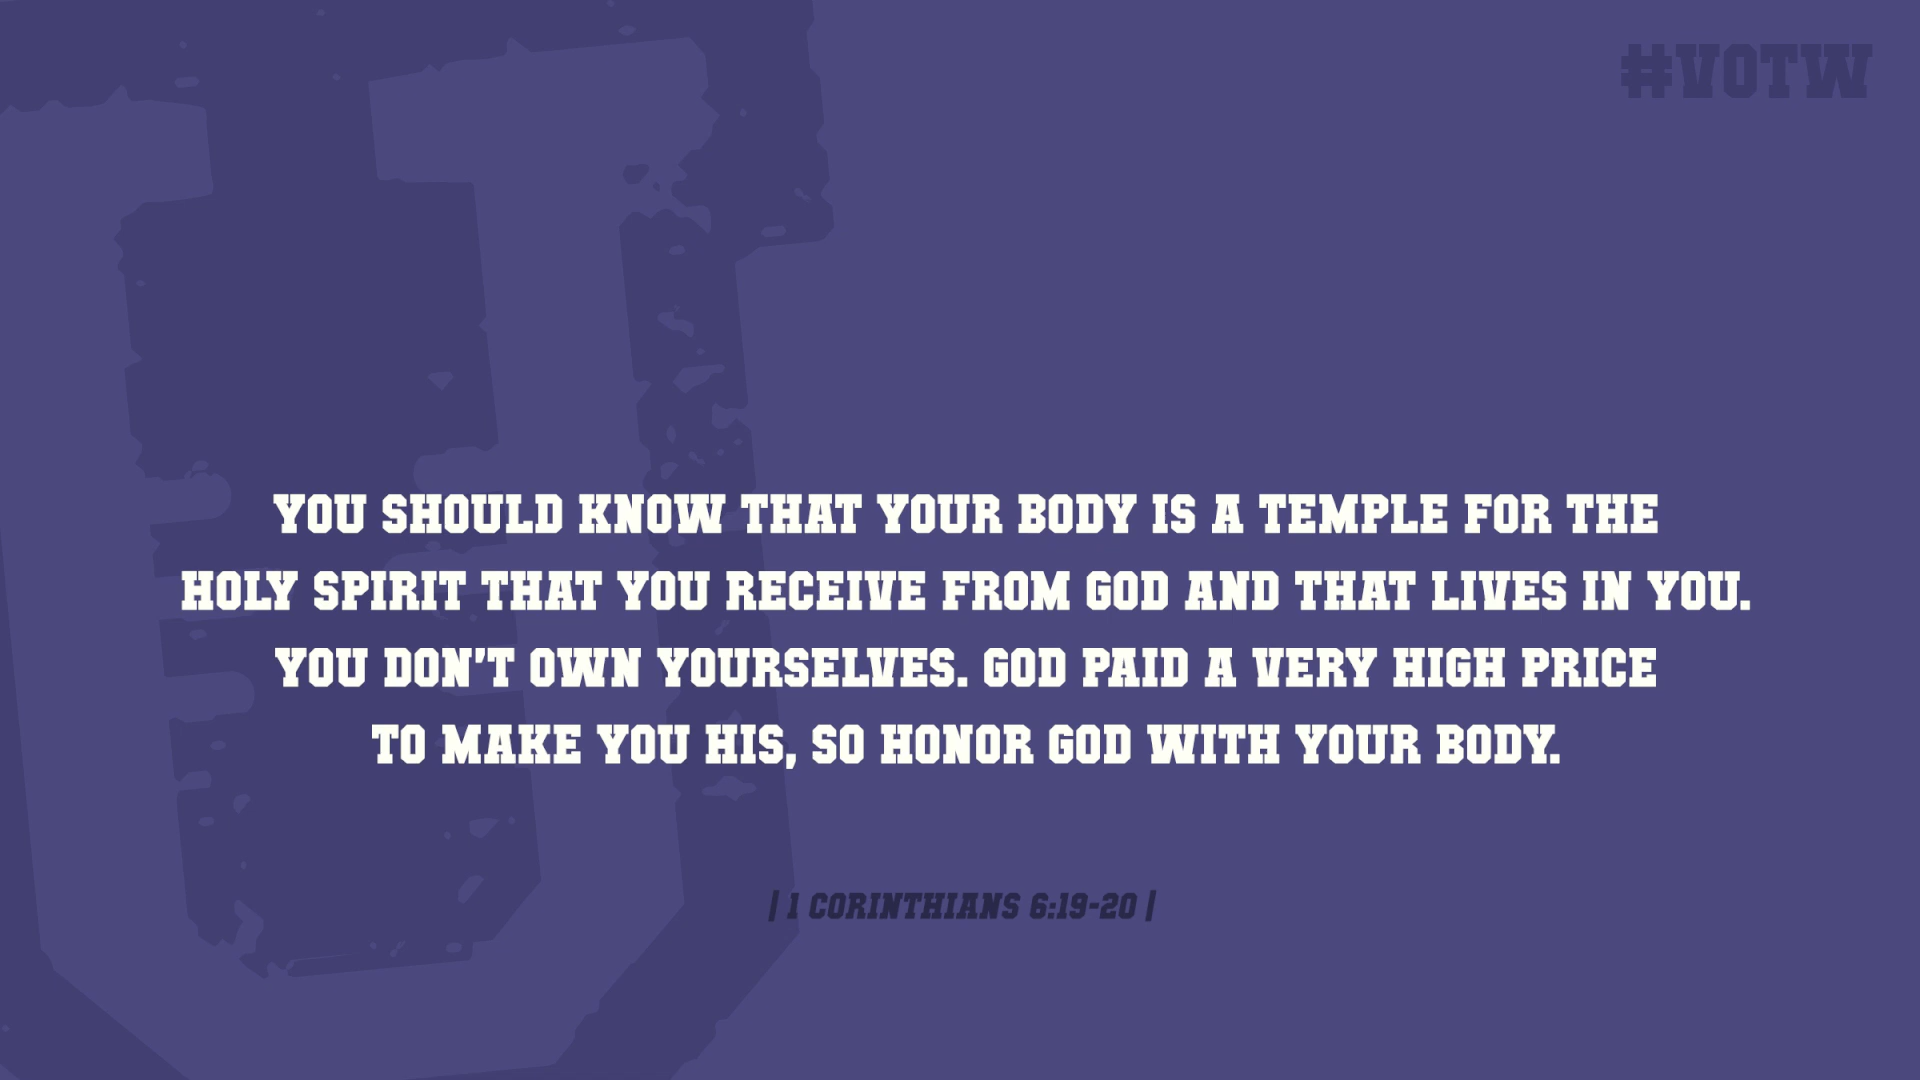 #VOTW
YOU SHOULD KNOW THAT YOUR BODY IS A TEMPLE FOR THE
HOLY SPIRIT THAT YOU RECEIVE FROM GOD AND THAT LIVES IN YOU.
YOU DON'T OWN YOURSELVES. GOD PAID A VERY HIGH PRICE
TO MAKE YOU HIS, SO HONOR GOD WITH YOUR BODY.
| 1 CORINTHIANS 6:19-20 |